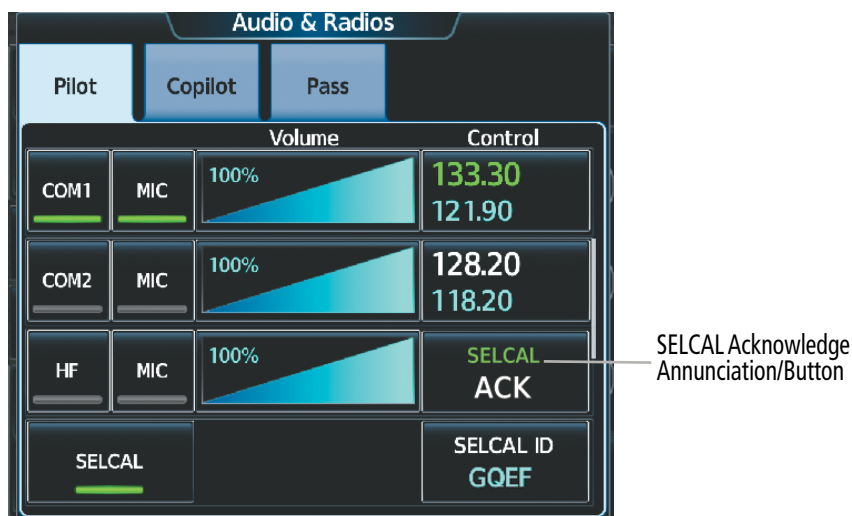 Audio & Radios
Pilot
Copilot
Pass
Volume
Control
COM1
MIC
100%
133.30
121.90
COM2
MIC
100%
128.20
118.20
HF
MIC
100%
SELCAL
ACK
SELCAL Acknowledge
Annunciation/Button
SELCAL
SELCAL ID
GQEF